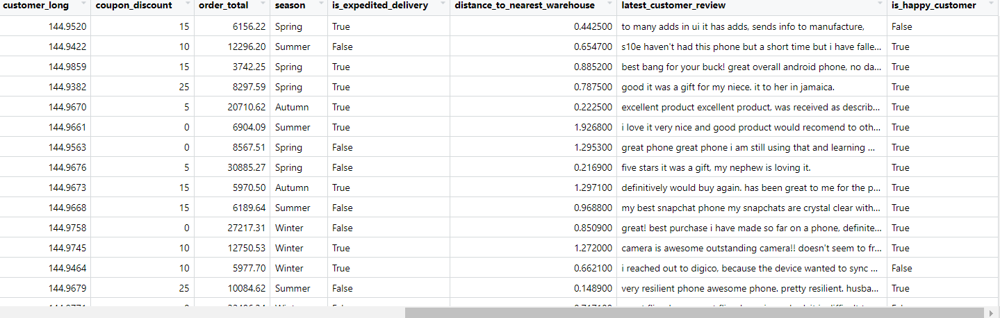 customer_long coupon_discount order_total season is_expedited_delivery distance_to_nearest_warehouse latest_customer_review is_happy_customer
144.9520 15 6156.22 Spring True 0.442500 to many adds in ui it has adds, sends info to manufacture, False
144.9422 10 12296.20 Summer False 0.654700 s10e haven't had this phone but a short time but i have falle... True
144.9859 15 3742.25 Spring True 0.885200 best bang for your buck! great overall android phone, no da... True
144.9382 25 8297.59 Spring True 0.787500 good it was a gift for my niece. it to her in jamaica. True
144.9670 5 20710.62 Autumn True 0.222500 excellent product excellent product, was received as describ... True
144.9661 0 6904.09 Summer True 1.926800 i love it very nice and good product would recomend to oth... True
144.9563 0 8567.51 Spring False 1.295300 great phone great phone i am still using that and learning ... True
144.9676 5 30885.27 Spring False 0.216900 five stars it was a gift, my nephew is loving it. True
144.9673 15 5970.50 Autumn True 1.297100 definitively would buy again. has been great to me for the p... True
144.9668 15 6189.64 Summer False 0.968800 my best snapchat phone my snapchats are crystal clear with... True
144.9758 0 27217.31 Winter False 0.850900 great! best purchase i have made so far on a phone, definite... True
144.9745 10 12750.53 Winter True 1.272000 camera is awesome outstanding camera!! doesn't seem to fr... True
144.9464 10 5977.70 Winter True 0.662100 i reached out to digico, because the device wanted to sync ... False
144.9679 25 10084.62 Summer False 0.148900 very resilient phone awesome phone. pretty resilient. husba... True